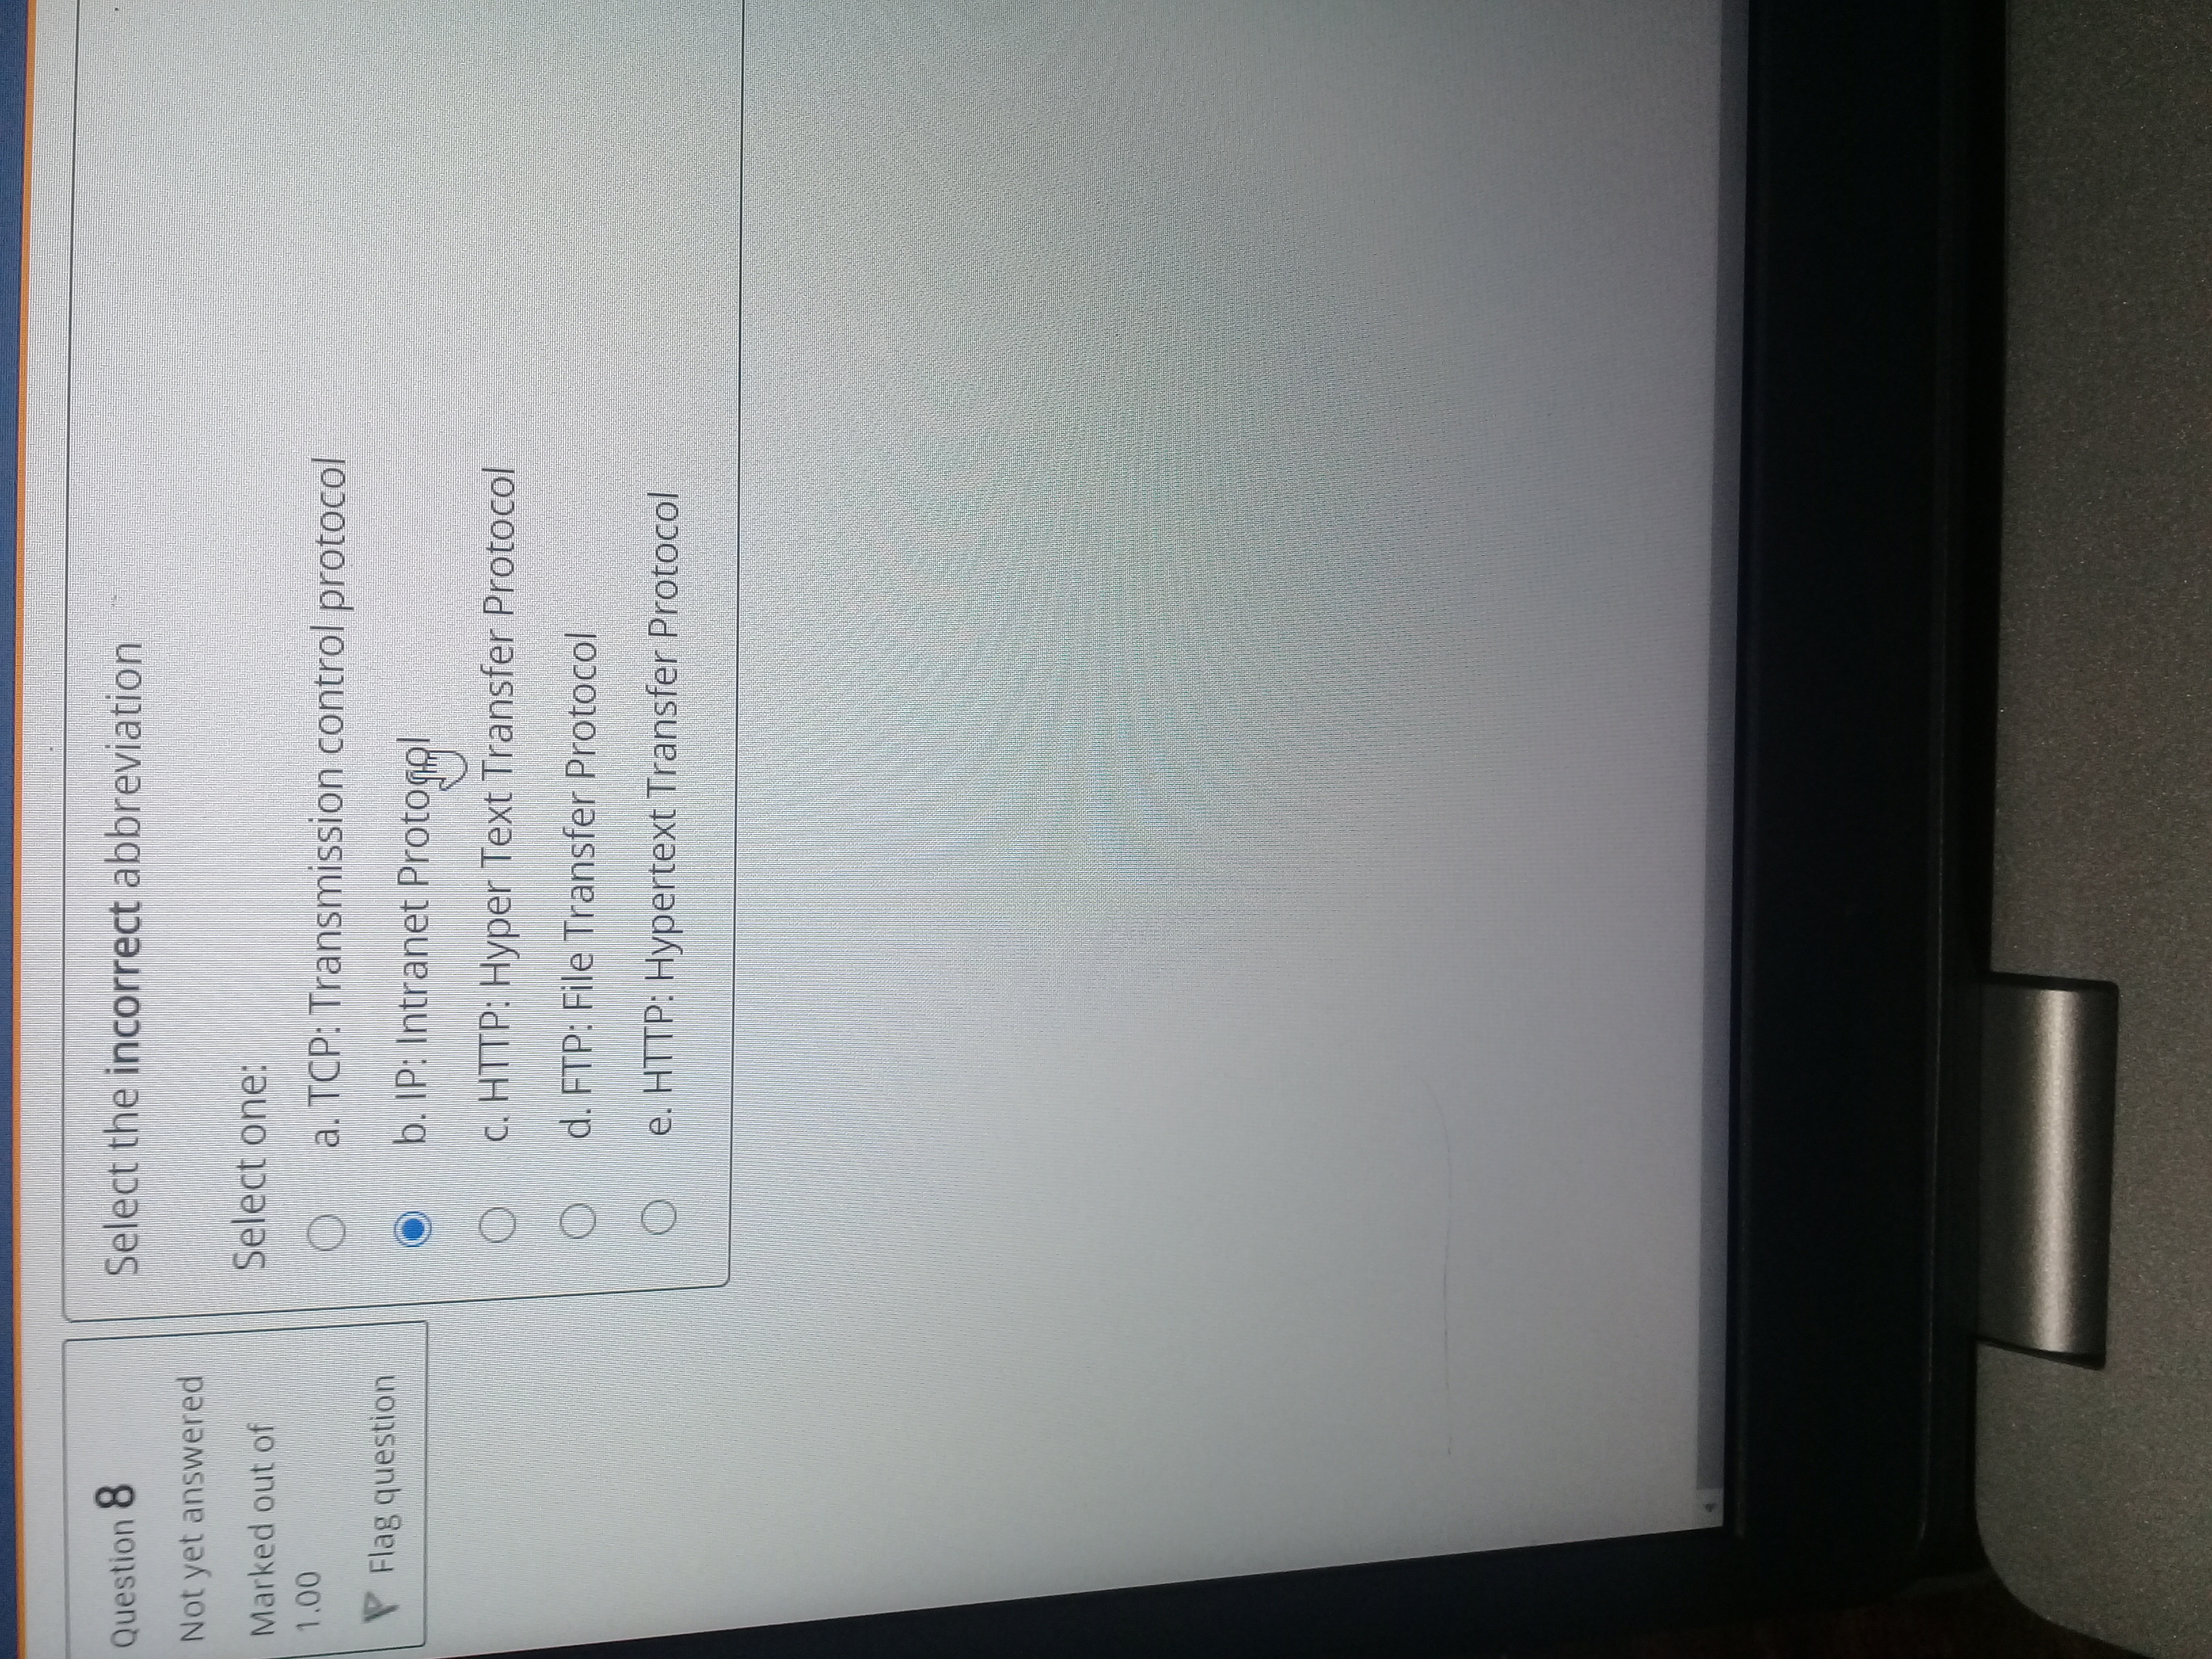 Question 8
Not yet answered
Marked out of
1.00
Flag question
Select the incorrect abbreviation
Select one:
a. TCP: Transmission control protocol
b. IP: Intranet Protocol
c. HTTP: Hyper Text Transfer Protocol
d. FTP: File Transfer Protocol
e. HTTP: Hypertext Transfer Protocol